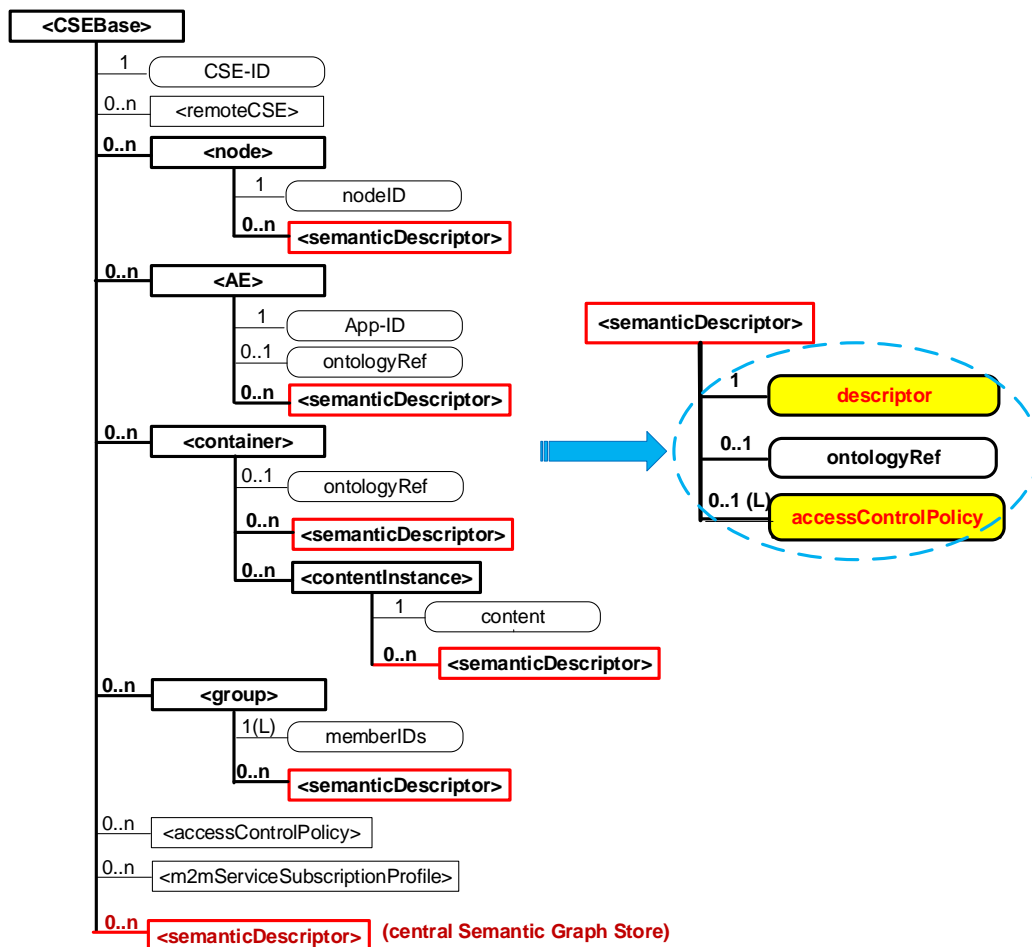 <CSEBase>
1
CSE-ID
0..n
<remoteCSE>
0..n
<node>
1
nodeID
0..n
<semanticDescriptor>
0..n
<AE>
1
App-ID
0..1
ontologyRef
0..n
<semanticDescriptor>
0..n
<container>
0..1
ontologyRef
0..n
<semanticDescriptor>
0..n
<contentInstance>
1
content
0..n
<semanticDescriptor>
0..n
<group>
1(L)
memberIDs
0..n
<semanticDescriptor>
0..n
<accessControlPolicy>
0..n
<m2mServiceSubscriptionProfile>
0..n
<semanticDescriptor> (central Semantic Graph Store)
<semanticDescriptor>
1
descriptor
0..1
ontologyRef
0..1 (L)
accessControlPolicy